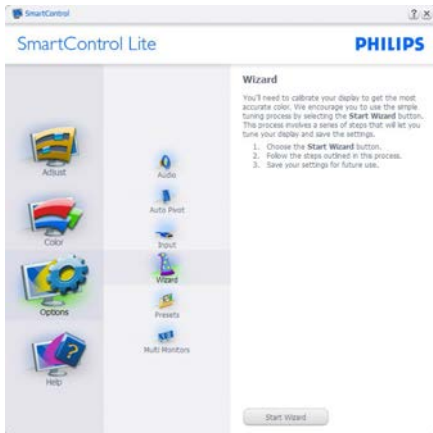 SmartControl
SmartControl Lite
PHILIPS
Adjust
Color
Options
Help
Audio
Auto Pivot
Input
Wizard
Presets
Multi Monitors
Wizard
You'll need to calibrate your display to get the most
accurate color. We encourage you to use the simple
tuning process by selecting the Start Wizard button.
This process involves a series of steps that will let you
tune your display and save the settings.
1. Choose the Start Wizard button.
2. Follow the steps outlined in this process.
3. Save your settings for future use.
Start Wizard